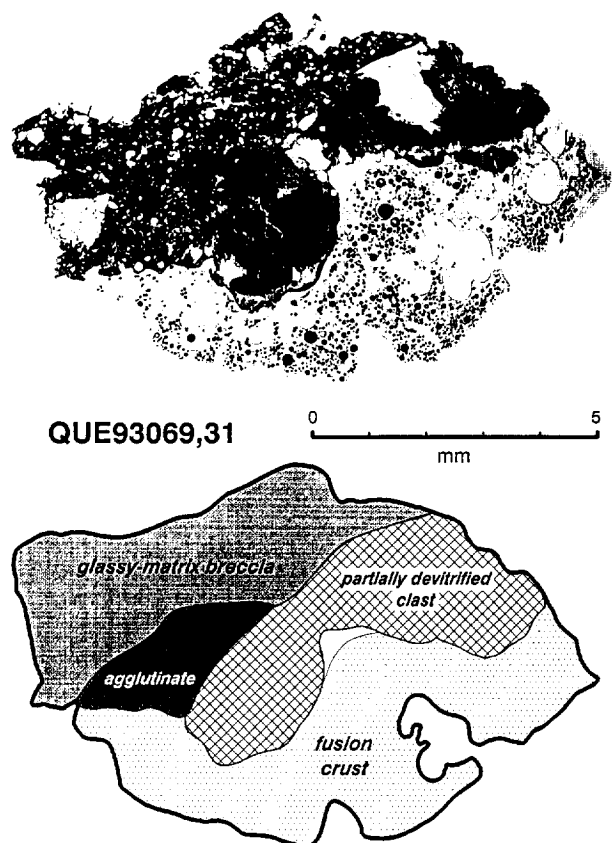 QUE93069,31
0 5
mm
glassy-matrix breccia
partially devitrified
clast
agglutinate
fusion
crust